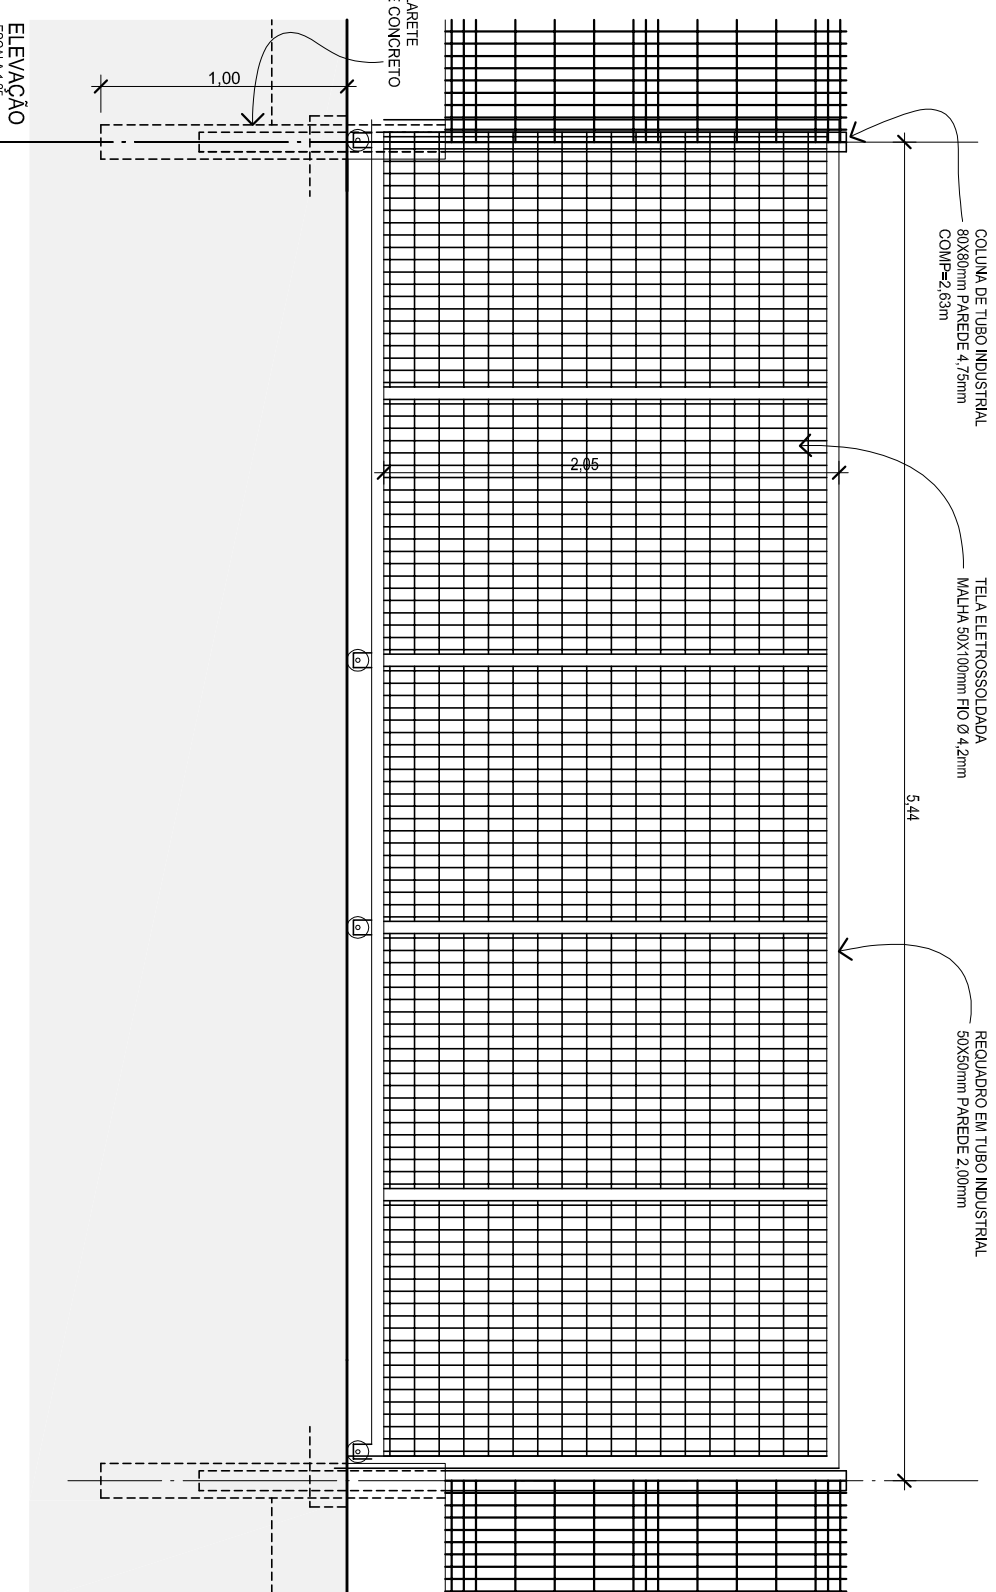 COLUNA DE TUBO INDUSTRIAL
80X80mm PAREDE 4,75mm
COMP=2,63m
TELA ELETROSSOLDADA
MALHA 50X100mm FIO Ø 4,2mm
REQUADRO EM TUBO INDUSTRIAL
50X50mm PAREDE 2,00mm
5,44
2,05
1,00
CONCRETO
ELEVAÇÃO